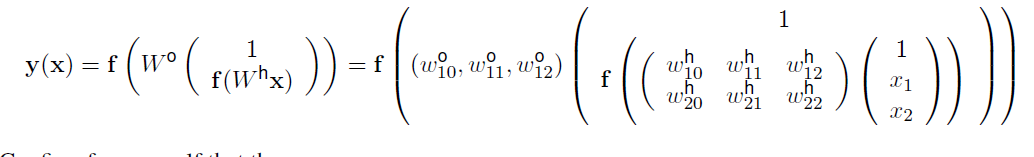 y(x) = f ( W^o ( 1 f(W^h x) ) ) = f ( (w^o_10, w^o_11, w^o_12) ( 1 f ( ( w^h_10 w^h_11 w^h_12 w^h_20 w^h_21 w^h_22 ) ( 1 x_1 x_2 ) ) ) )